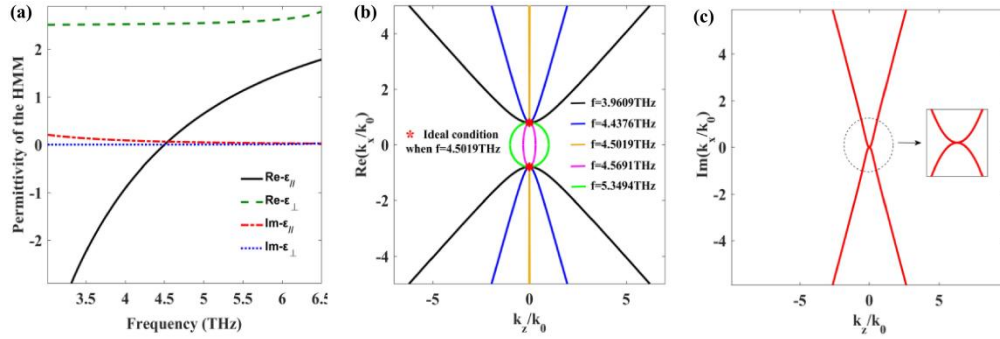 (a)
Permittivity of the HMM
2
1
0
-1
-2
3.5
4
4.5
5
5.5
6
6.5
Frequency (THz)
Re-ε//
Re-ε⊥
Im-ε//
Im-ε⊥
(b)
Re(kx/k0)
4
2
0
-2
-4
-5
0
5
kz/k0
* Ideal condition
when f=4.5019THz
f=3.9609THz
f=4.4376THz
f=4.5019THz
f=4.5691THz
f=5.3494THz
(c)
Im(kx/k0)
4
2
0
-2
-4
-5
0
5
kz/k0